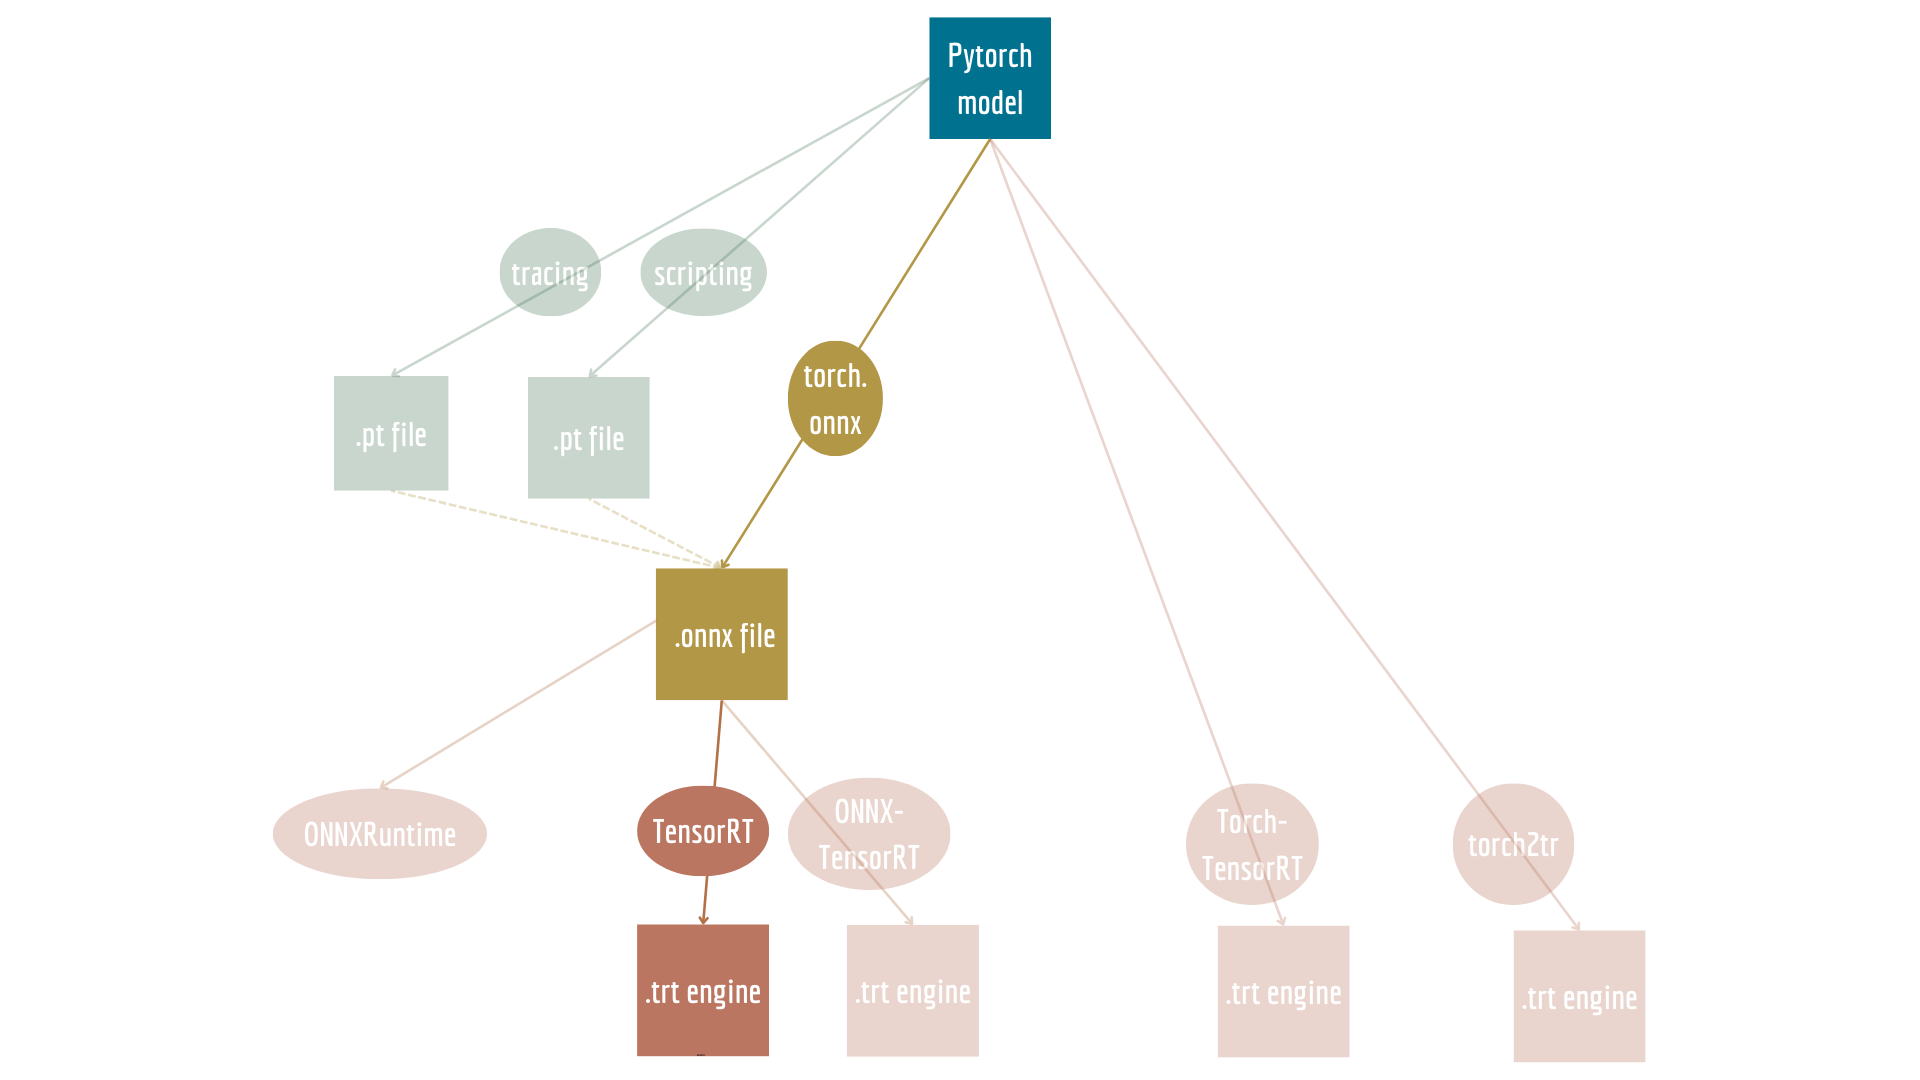 Pytorch
model
tracing
scripting
torch.
onnx
.pt file
.pt file
.onnx file
ONNXRuntime
TensorRT
ONNX-
TensorRT
Torch-
TensorRT
torch2tr
.trt engine
.trt engine
.trt engine
.trt engine